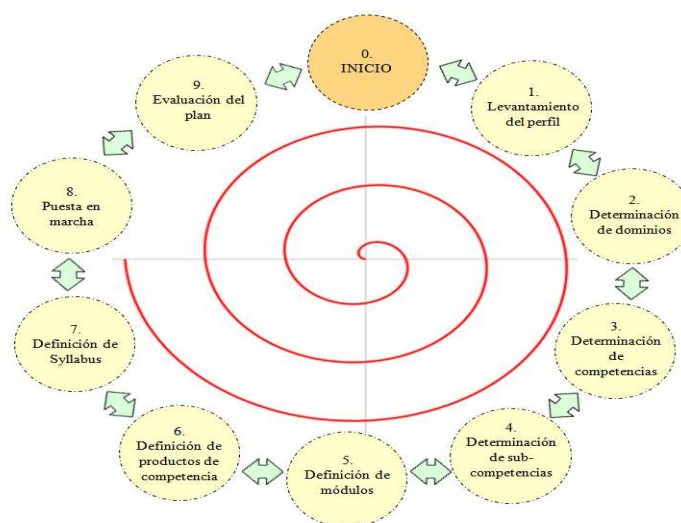 0.
INICIO
1.
Levantamiento
del perfil
2.
Determinación
de dominios
3.
Determinación
de
competencias
4.
Determinación
de sub-
competencias
5.
Definición de
módulos
6.
Definición de
productos de
competencia
7.
Definición de
Syllabus
8.
Puesta en
marcha
9.
Evaluación del
plan